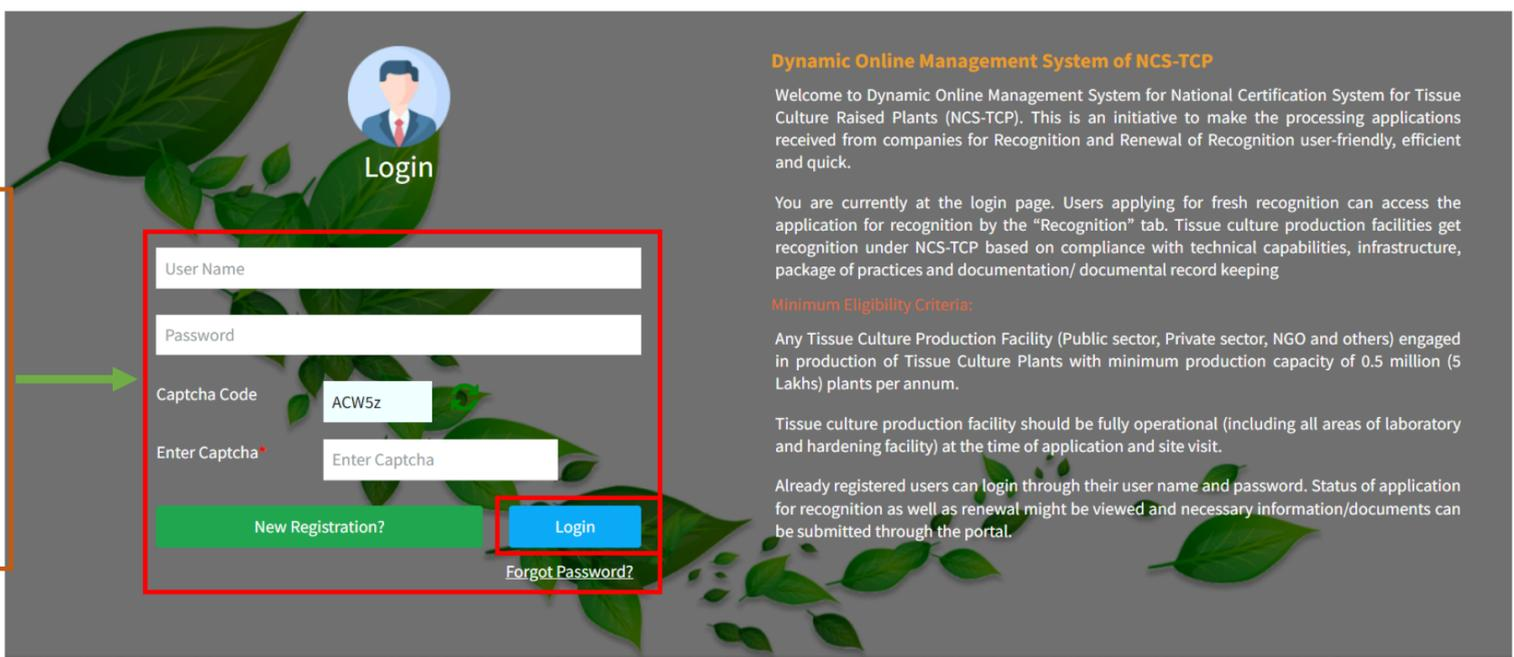 Login
User Name
Password
Captcha Code
ACW5z
Enter Captcha*
Enter Captcha
New Registration?
Login
Forgot Password?
Dynamic Online Management System of NCS-TCP
Welcome to Dynamic Online Management System for National Certification System for Tissue
Culture Raised Plants (NCS-TCP). This is an initiative to make the processing applications
received from companies for Recognition and Renewal of Recognition user-friendly, efficient
and quick.
You are currently at the login page. Users applying for fresh recognition can access the
application for recognition by the “Recognition” tab. Tissue culture production facilities get
recognition under NCS-TCP based on compliance with technical capabilities, infrastructure,
package of practices and documentation/ documental record keeping
Minimum Eligibility Criteria:
Any Tissue Culture Production Facility (Public sector, Private sector, NGO and others) engaged
in production of Tissue Culture Plants with minimum production capacity of 0.5 million (5
Lakhs) plants per annum.
Tissue culture production facility should be fully operational (including all areas of laboratory
and hardening facility) at the time of application and site visit.
Already registered users can login through their user name and password. Status of application
for recognition as well as renewal might be viewed and necessary information/documents can
be submitted through the portal.